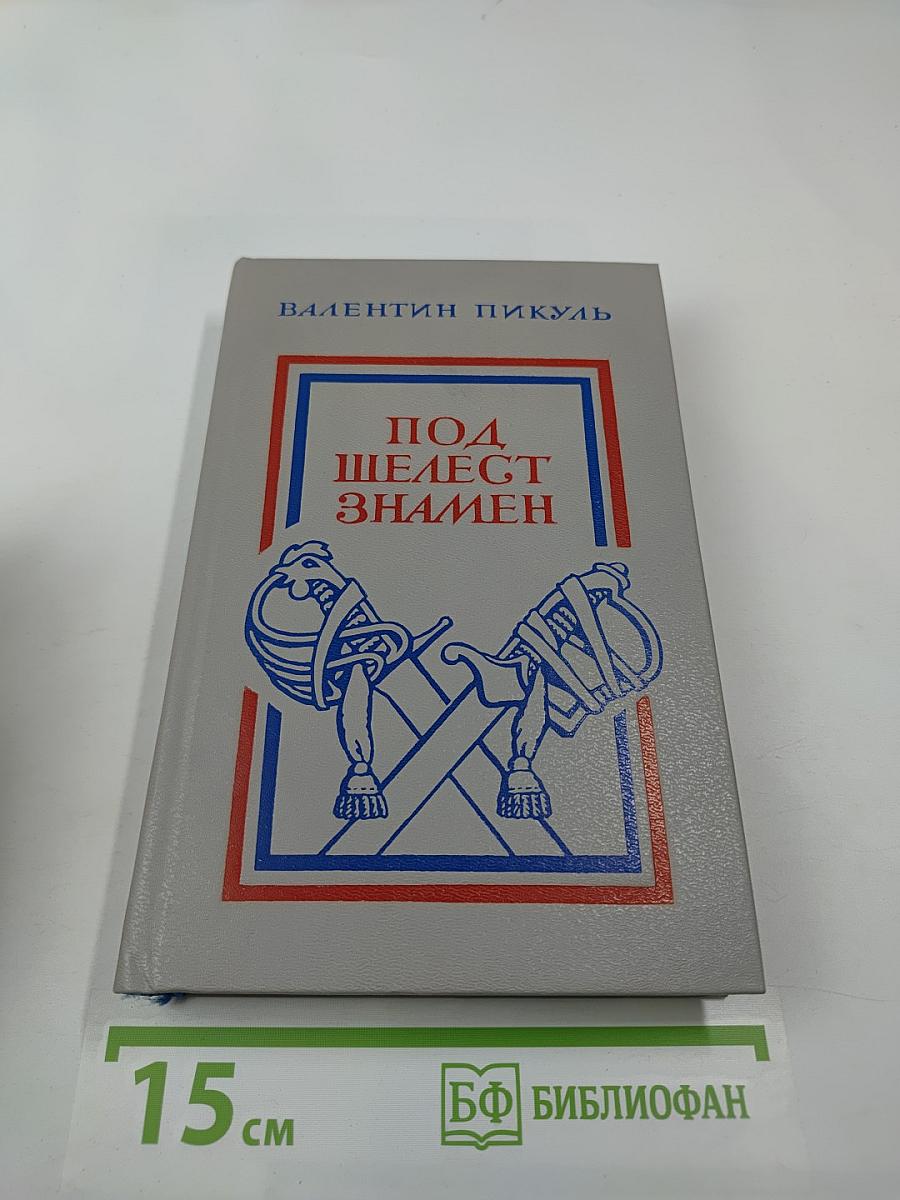 ВАЛЕНТИН ПИКУЛЬ
ПОД
ШЕЛЕСТ
ЗНАМЕН
15 см
БФ БИБЛИОФАН